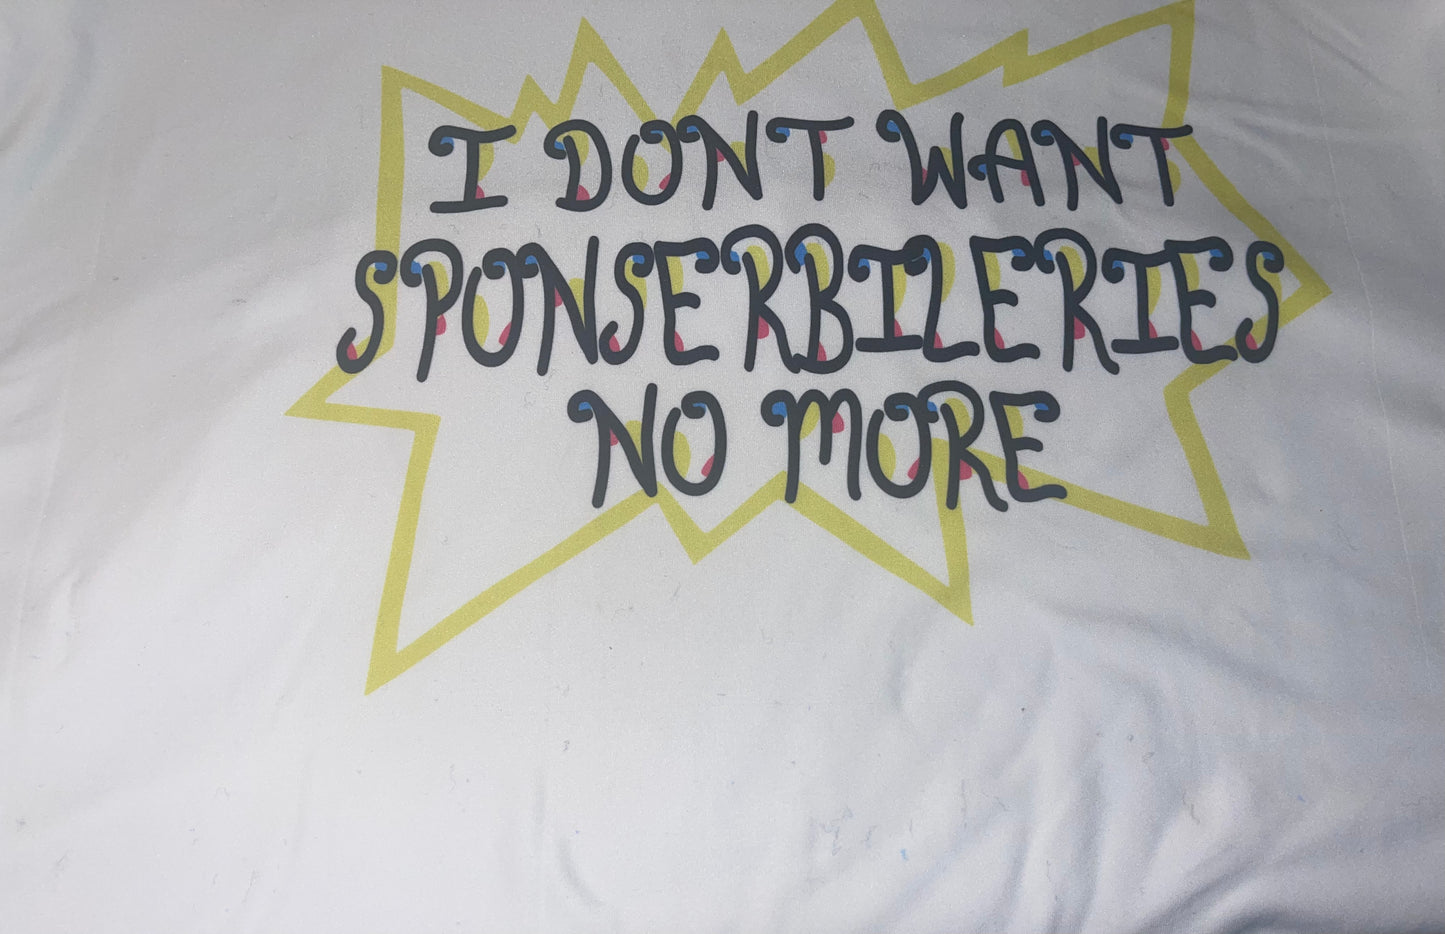 I DONT WANT
SPONSERBILERIES
NO MORE